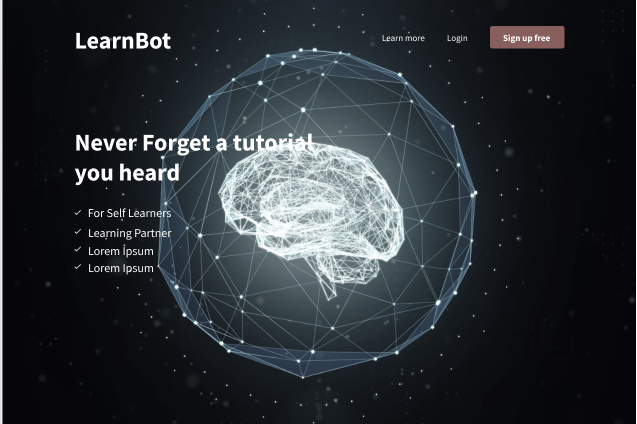 LearnBot
Learn more
Login
Sign up free
Never Forget a tutorial
you heard
For Self Learners
Learning Partner
Lorem Ipsum
Lorem Ipsum